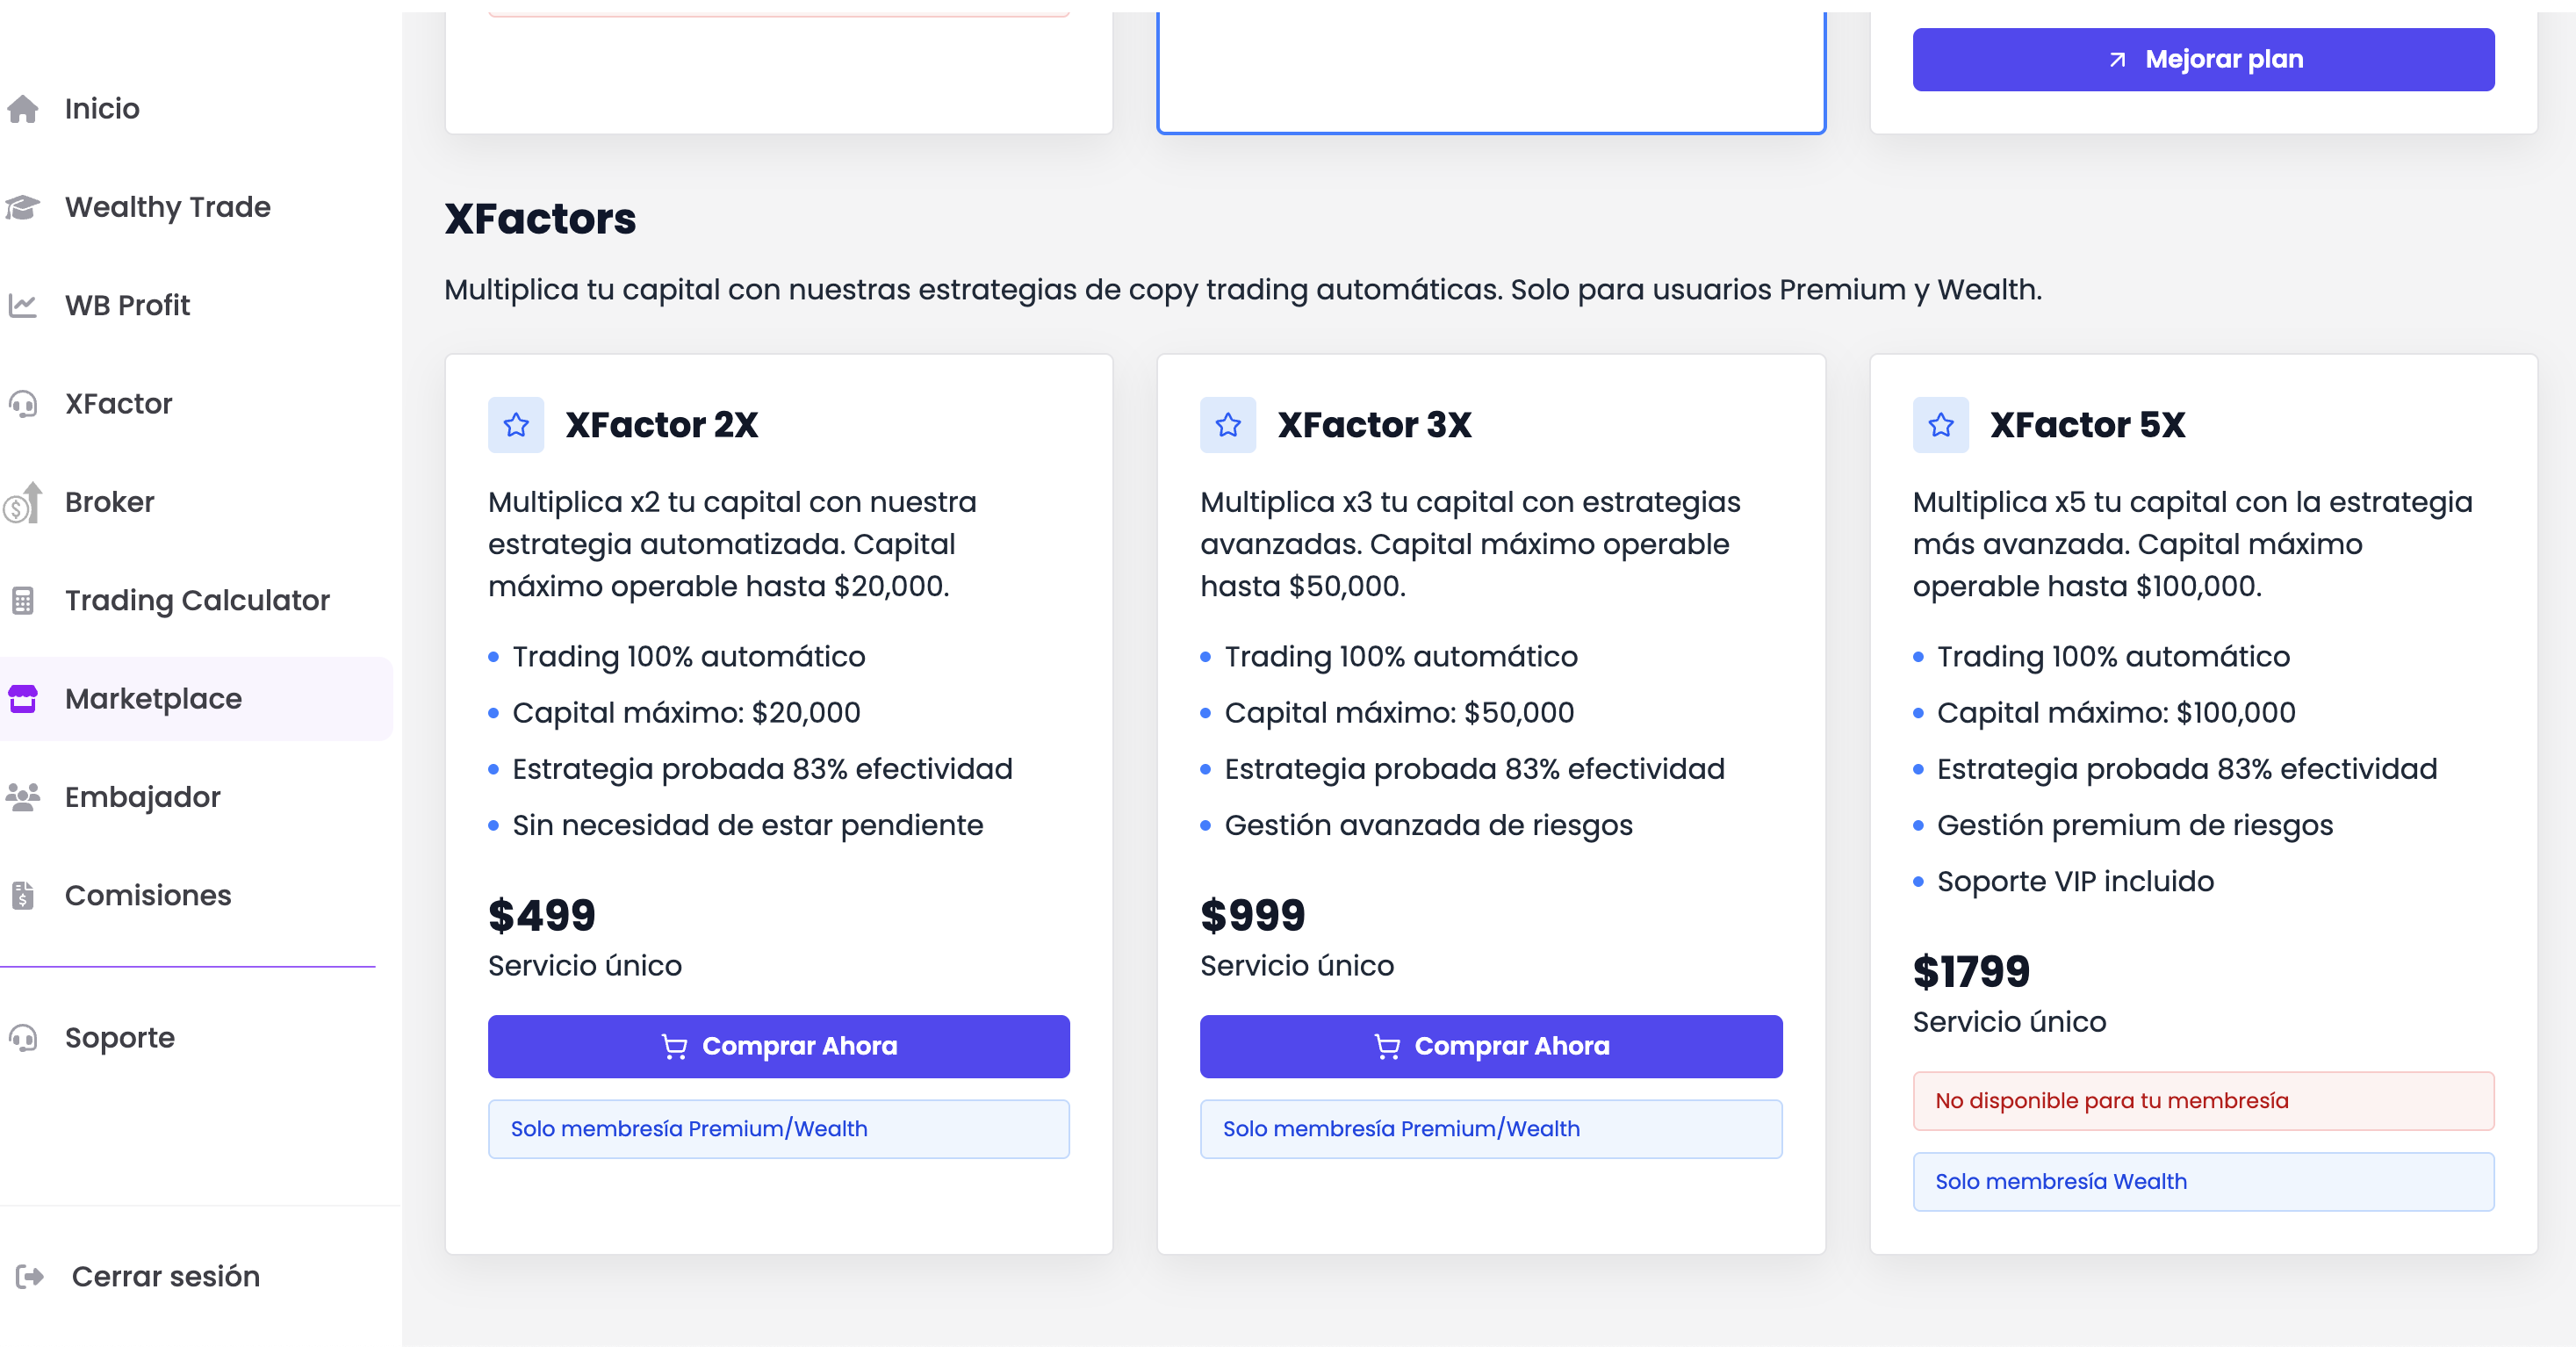 Inicio
Wealthy Trade
WB Profit
XFactor
Broker
Trading Calculator
Marketplace
Embajador
Comisiones
Soporte
Cerrar sesión
Mejorar plan
XFactors
Multiplica tu capital con nuestras estrategias de copy trading automáticas. Solo para usuarios Premium y Wealth.
XFactor 2X
Multiplica x2 tu capital con nuestra
estrategia automatizada. Capital
máximo operable hasta $20,000.
Trading 100% automático
Capital máximo: $20,000
Estrategia probada 83% efectividad
Sin necesidad de estar pendiente
$499
Servicio único
Comprar Ahora
Solo membresía Premium/Wealth
XFactor 3X
Multiplica x3 tu capital con estrategias
avanzadas. Capital máximo operable
hasta $50,000.
Trading 100% automático
Capital máximo: $50,000
Estrategia probada 83% efectividad
Gestión avanzada de riesgos
$999
Servicio único
Comprar Ahora
Solo membresía Premium/Wealth
XFactor 5X
Multiplica x5 tu capital con la estrategia
más avanzada. Capital máximo
operable hasta $100,000.
Trading 100% automático
Capital máximo: $100,000
Estrategia probada 83% efectividad
Gestión premium de riesgos
Soporte VIP incluido
$1799
Servicio único
No disponible para tu membresía
Solo membresía Wealth